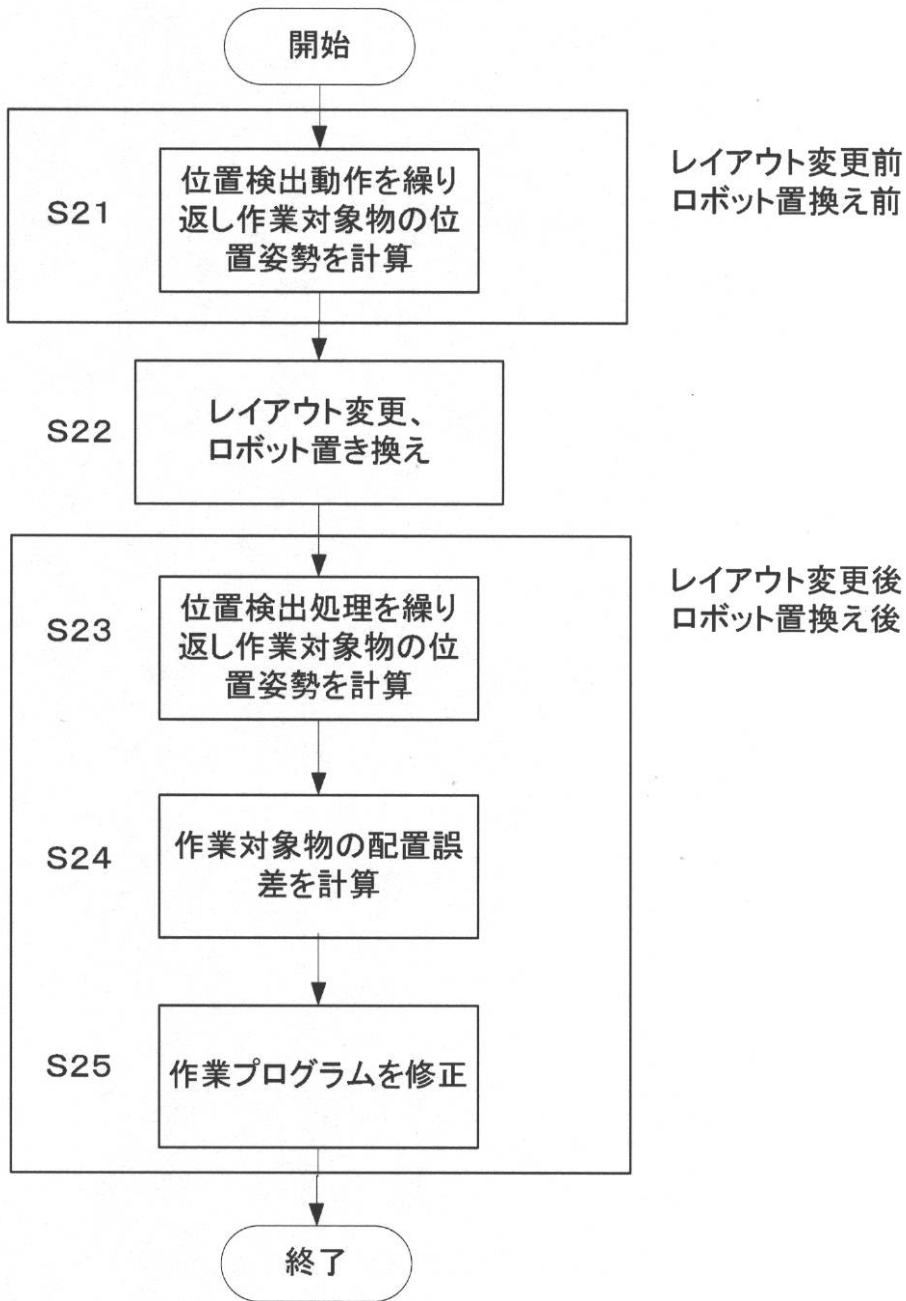 開始
レイアウト変更前
ロボット置換え前
S21
位置検出動作を繰り
返し作業対象物の位
置姿勢を計算
S22
レイアウト変更、
ロボット置き換え
レイアウト変更後
ロボット置換え後
S23
位置検出処理を繰り
返し作業対象物の位
置姿勢を計算
S24
作業対象物の配置誤
差を計算
S25
作業プログラムを修正
終了